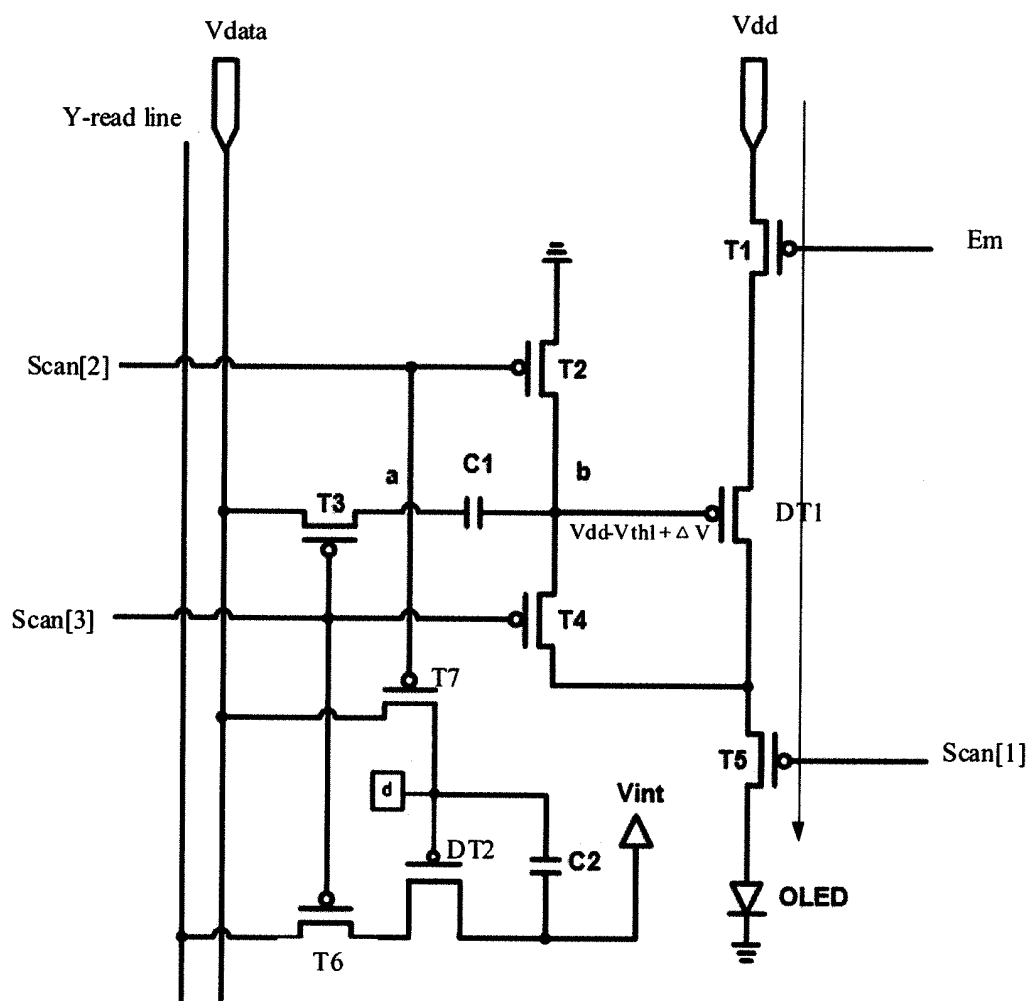 Vdata
Vdd
Y-read line
T1
Em
Scan[2]
T2
a
C1
b
T3
DT1
Vdd-Vth1+△V
Scan[3]
T4
T7
T5
Scan[1]
d
Vint
DT2
C2
OLED
T6